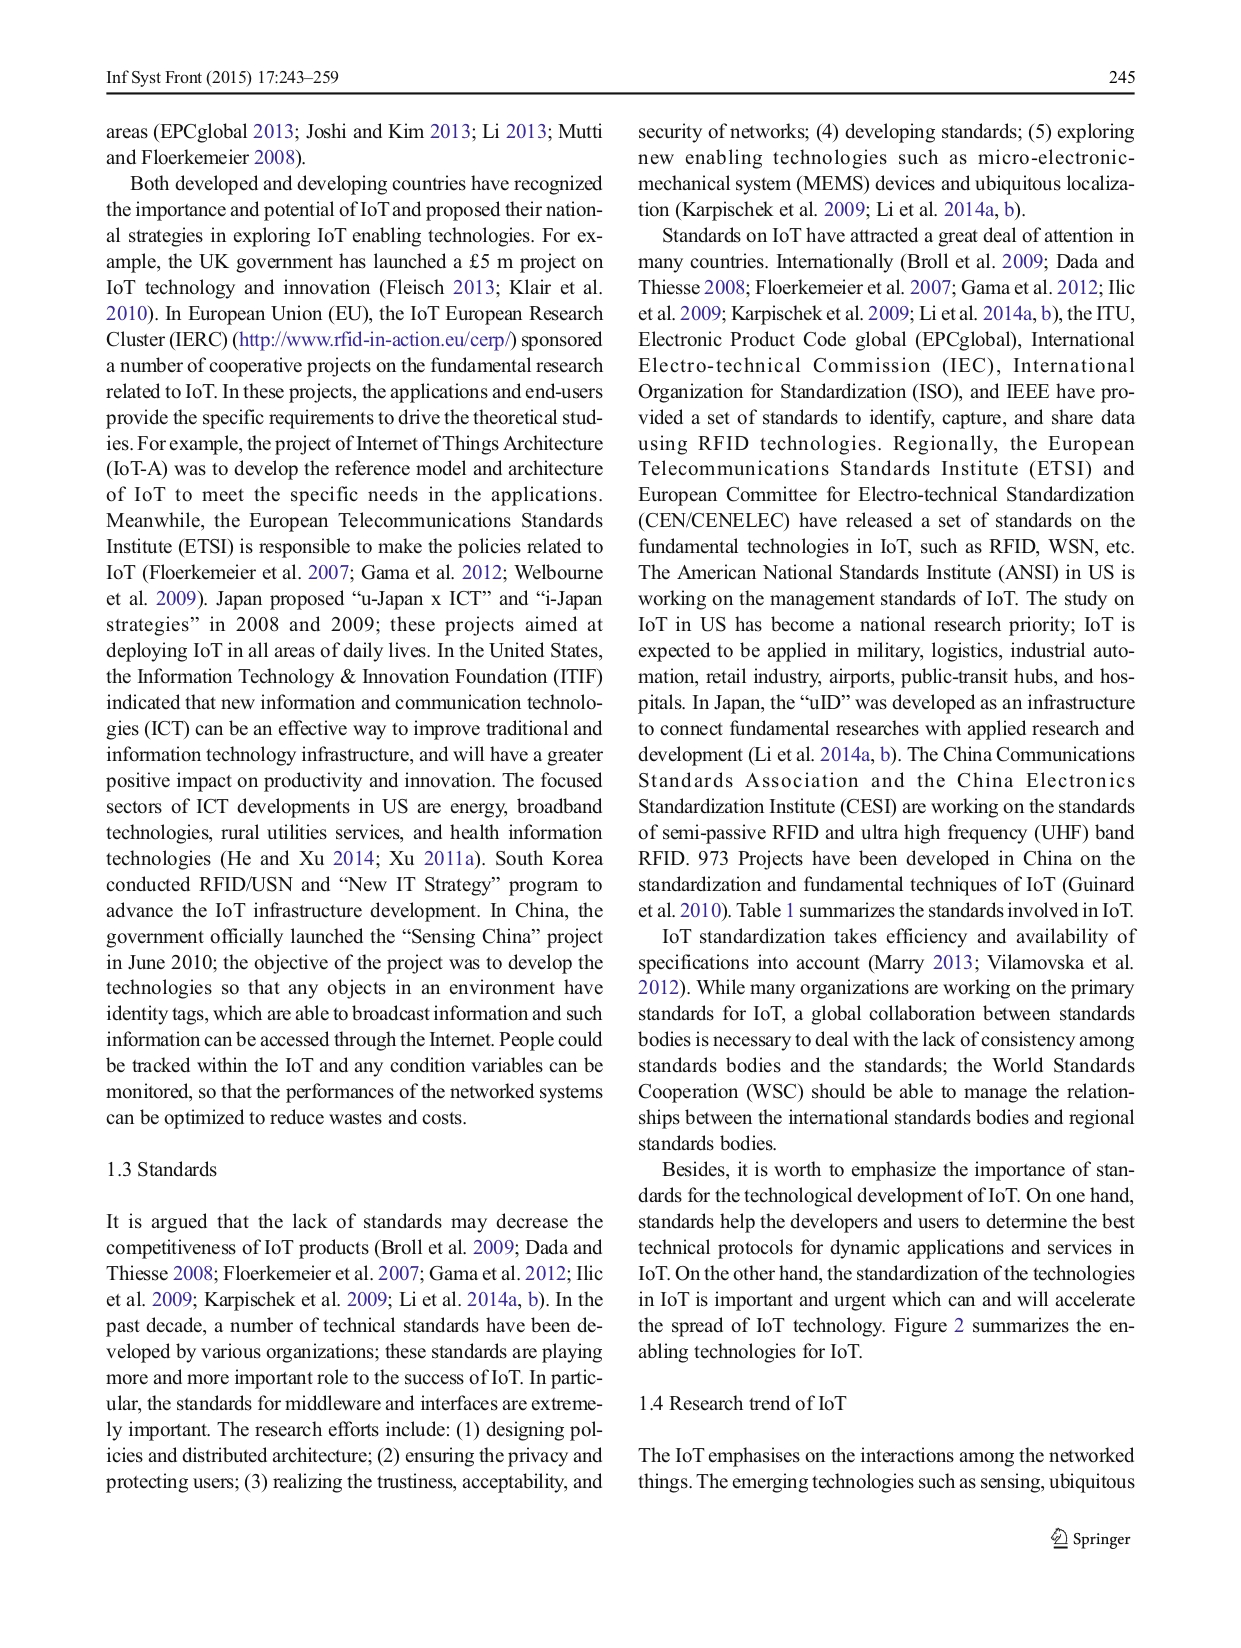 Inf Syst Front (2015) 17:243–259
245
areas (EPCglobal 2013; Joshi and Kim 2013; Li 2013; Mutti
and Floerkemeier 2008).
Both developed and developing countries have recognized
the importance and potential of IoT and proposed their nation-
al strategies in exploring IoT enabling technologies. For ex-
ample, the UK government has launched a £5 m project on
IoT technology and innovation (Fleisch 2013; Klair et al.
2010). In European Union (EU), the IoT European Research
Cluster (IERC) (http://www.rfid-in-action.eu/cerp/) sponsored
a number of cooperative projects on the fundamental research
related to IoT. In these projects, the applications and end-users
provide the specific requirements to drive the theoretical stud-
ies. For example, the project of Internet of Things Architecture
(IoT-A) was to develop the reference model and architecture
of IoT to meet the specific needs in the applications.
Meanwhile, the European Telecommunications Standards
Institute (ETSI) is responsible to make the policies related to
IoT (Floerkemeier et al. 2007; Gama et al. 2012; Welbourne
et al. 2009). Japan proposed “u-Japan x ICT” and “i-Japan
strategies” in 2008 and 2009; these projects aimed at
deploying IoT in all areas of daily lives. In the United States,
the Information Technology & Innovation Foundation (ITIF)
indicated that new information and communication technolo-
gies (ICT) can be an effective way to improve traditional and
information technology infrastructure, and will have a greater
positive impact on productivity and innovation. The focused
sectors of ICT developments in US are energy, broadband
technologies, rural utilities services, and health information
technologies (He and Xu 2014; Xu 2011a). South Korea
conducted RFID/USN and “New IT Strategy” program to
advance the IoT infrastructure development. In China, the
government officially launched the “Sensing China” project
in June 2010; the objective of the project was to develop the
technologies so that any objects in an environment have
identity tags, which are able to broadcast information and such
information can be accessed through the Internet. People could
be tracked within the IoT and any condition variables can be
monitored, so that the performances of the networked systems
can be optimized to reduce wastes and costs.
1.3 Standards
It is argued that the lack of standards may decrease the
competitiveness of IoT products (Broll et al. 2009; Dada and
Thiesse 2008; Floerkemeier et al. 2007; Gama et al. 2012; Ilic
et al. 2009; Karpischek et al. 2009; Li et al. 2014a, b). In the
past decade, a number of technical standards have been de-
veloped by various organizations; these standards are playing
more and more important role to the success of IoT. In partic-
ular, the standards for middleware and interfaces are extreme-
ly important. The research efforts include: (1) designing pol-
icies and distributed architecture; (2) ensuring the privacy and
protecting users; (3) realizing the trustiness, acceptability, and
security of networks; (4) developing standards; (5) exploring
new enabling technologies such as micro-electronic-
mechanical system (MEMS) devices and ubiquitous localiza-
tion (Karpischek et al. 2009; Li et al. 2014a, b).
Standards on IoT have attracted a great deal of attention in
many countries. Internationally (Broll et al. 2009; Dada and
Thiesse 2008; Floerkemeier et al. 2007; Gama et al. 2012; Ilic
et al. 2009; Karpischek et al. 2009; Li et al. 2014a, b), the ITU,
Electronic Product Code global (EPCglobal), International
Electro-technical Commission (IEC), International
Organization for Standardization (ISO), and IEEE have pro-
vided a set of standards to identify, capture, and share data
using RFID technologies. Regionally, the European
Telecommunications Standards Institute (ETSI) and
European Committee for Electro-technical Standardization
(CEN/CENELEC) have released a set of standards on the
fundamental technologies in IoT, such as RFID, WSN, etc.
The American National Standards Institute (ANSI) in US is
working on the management standards of IoT. The study on
IoT in US has become a national research priority; IoT is
expected to be applied in military, logistics, industrial auto-
mation, retail industry, airports, public-transit hubs, and hos-
pitals. In Japan, the “uID” was developed as an infrastructure
to connect fundamental researches with applied research and
development (Li et al. 2014a, b). The China Communications
Standards Association and the China Electronics
Standardization Institute (CESI) are working on the standards
of semi-passive RFID and ultra high frequency (UHF) band
RFID. 973 Projects have been developed in China on the
standardization and fundamental techniques of IoT (Guinard
et al. 2010). Table 1 summarizes the standards involved in IoT.
IoT standardization takes efficiency and availability of
specifications into account (Marry 2013; Vilamovska et al.
2012). While many organizations are working on the primary
standards for IoT, a global collaboration between standards
bodies is necessary to deal with the lack of consistency among
standards bodies and the standards; the World Standards
Cooperation (WSC) should be able to manage the relation-
ships between the international standards bodies and regional
standards bodies.
Besides, it is worth to emphasize the importance of stan-
dards for the technological development of IoT. On one hand,
standards help the developers and users to determine the best
technical protocols for dynamic applications and services in
IoT. On the other hand, the standardization of the technologies
in IoT is important and urgent which can and will accelerate
the spread of IoT technology. Figure 2 summarizes the en-
abling technologies for IoT.
1.4 Research trend of IoT
The IoT emphasises on the interactions among the networked
things. The emerging technologies such as sensing, ubiquitous
Springer